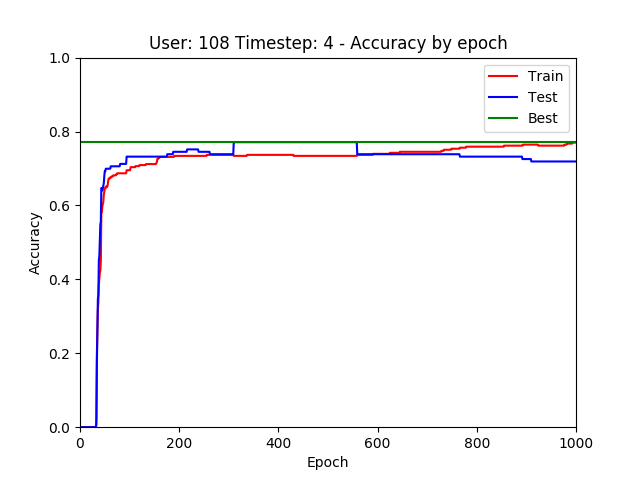 User: 108 Timestep: 4 - Accuracy by epoch
1.0
0.8
0.6
0.4
0.2
0.0
Accuracy
Train
Test
Best
0 200 400 600 800 1000
Epoch